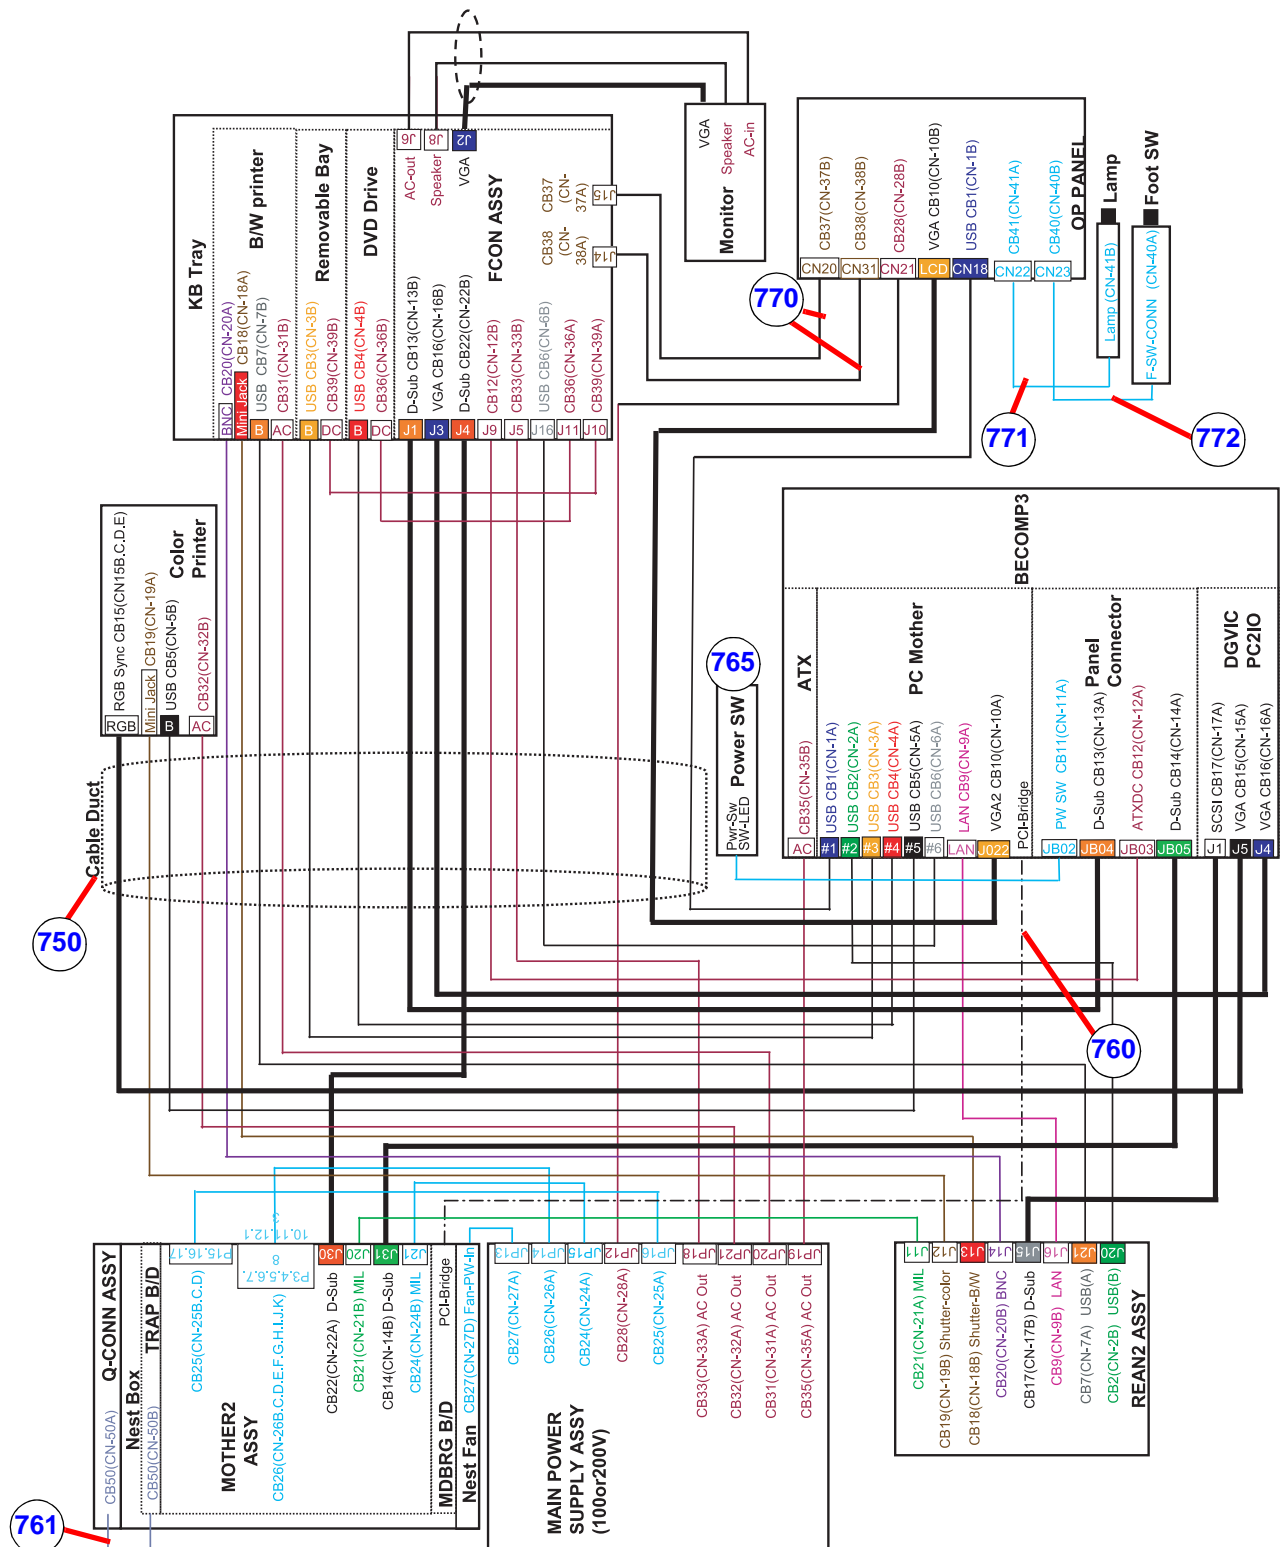 KB Tray
B/W printer
Removable Bay
DVD Drive
FCON ASSY
J6
J8
J2
AC-out
Speaker
VGA
CB37
(CN-
37A)
J15
CB38
(CN-
38A)
J14
BNC
CB20(CN-20A)
Mini Jack
CB18(CN-18A)
B
USB CB7(CN-7B)
AC
CB31(CN-31B)
B
USB CB3(CN-3B)
DC
CB39(CN-39B)
B
USB CB4(CN-4B)
DC
CB36(CN-36B)
J1
D-Sub CB13(CN-13B)
J3
VGA CB16(CN-16B)
J4
D-Sub CB22(CN-22B)
J9
CB12(CN-12B)
J5
CB33(CN-33B)
J16
USB CB6(CN-6B)
J11
CB36(CN-36A)
J10
CB39(CN-39A)
Monitor
VGA
Speaker
AC-in
OP PANEL
CN20
CB37(CN-37B)
CN31
CB38(CN-38B)
CN21
CB28(CN-28B)
LCD
VGA CB10(CN-10B)
CN18
USB CB1(CN-1B)
CN22
CB41(CN-41A)
CN23
CB40(CN-40B)
Lamp
Lamp (CN-41B)
Foot SW
F-SW-CONN (CN-40A)
770
771
772
Color
Printer
RGB
RGB Sync CB15(CN15B.C.D.E)
Mini Jack
CB19(CN-19A)
B
USB CB5(CN-5B)
AC
CB32(CN-32B)
Cable Duct
750
765
Power SW
Pwr-Sw
SW-LED
BECOMP3
ATX
PC Mother
Panel
Connector
DGVIC
PC2IO
AC
CB35(CN-35B)
#1
USB CB1(CN-1A)
#2
USB CB2(CN-2A)
#3
USB CB3(CN-3A)
#4
USB CB4(CN-4A)
#5
USB CB5(CN-5A)
#6
USB CB6(CN-6A)
LAN
LAN CB9(CN-9A)
J022
VGA2 CB10(CN-10A)
PCI-Bridge
JB02
PW SW CB11(CN-11A)
JB04
D-Sub CB13(CN-13A)
JB03
ATXDC CB12(CN-12A)
JB05
D-Sub CB14(CN-14A)
J1
SCSI CB17(CN-17A)
J5
VGA CB15(CN-15A)
J4
VGA CB16(CN-16A)
760
Q-CONN ASSY
CB50(CN-50A)
Nest Box
TRAP B/D
CB50(CN-50B)
MOTHER2
ASSY
P15.16.17
CB25(CN-25B.C.D)
10.11.12.1
P3.4.5.6.7.
8
CB26(CN-26B.C.D.E.F.G.H.I.J.K)
J30
CB22(CN-22A) D-Sub
J20
CB21(CN-21B) MIL
J31
CB14(CN-14B) D-Sub
J21
CB24(CN-24B) MIL
MDBRG B/D
PCI-Bridge
Nest Fan
CB27(CN-27D) Fan-PW-In
761
MAIN POWER
SUPPLY ASSY
(100or200V)
JP13
CB27(CN-27A)
JP14
CB26(CN-26A)
JP15
CB24(CN-24A)
JP12
CB28(CN-28A)
JP16
CB25(CN-25A)
JP18
CB33(CN-33A) AC Out
JP21
CB32(CN-32A) AC Out
JP20
CB31(CN-31A) AC Out
JP19
CB35(CN-35A) AC Out
REAN2 ASSY
J11
CB21(CN-21A) MIL
J12
CB19(CN-19B) Shutter-color
J13
CB18(CN-18B) Shutter-B/W
J14
CB20(CN-20B) BNC
J15
CB17(CN-17B) D-Sub
J16
CB9(CN-9B) LAN
J21
CB7(CN-7A) USB(A)
J20
CB2(CN-2B) USB(B)